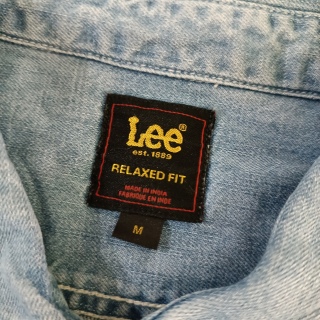 Lee®
est. 1889
RELAXED FIT
MADE IN INDIA
FABRIQUE EN INDE
M